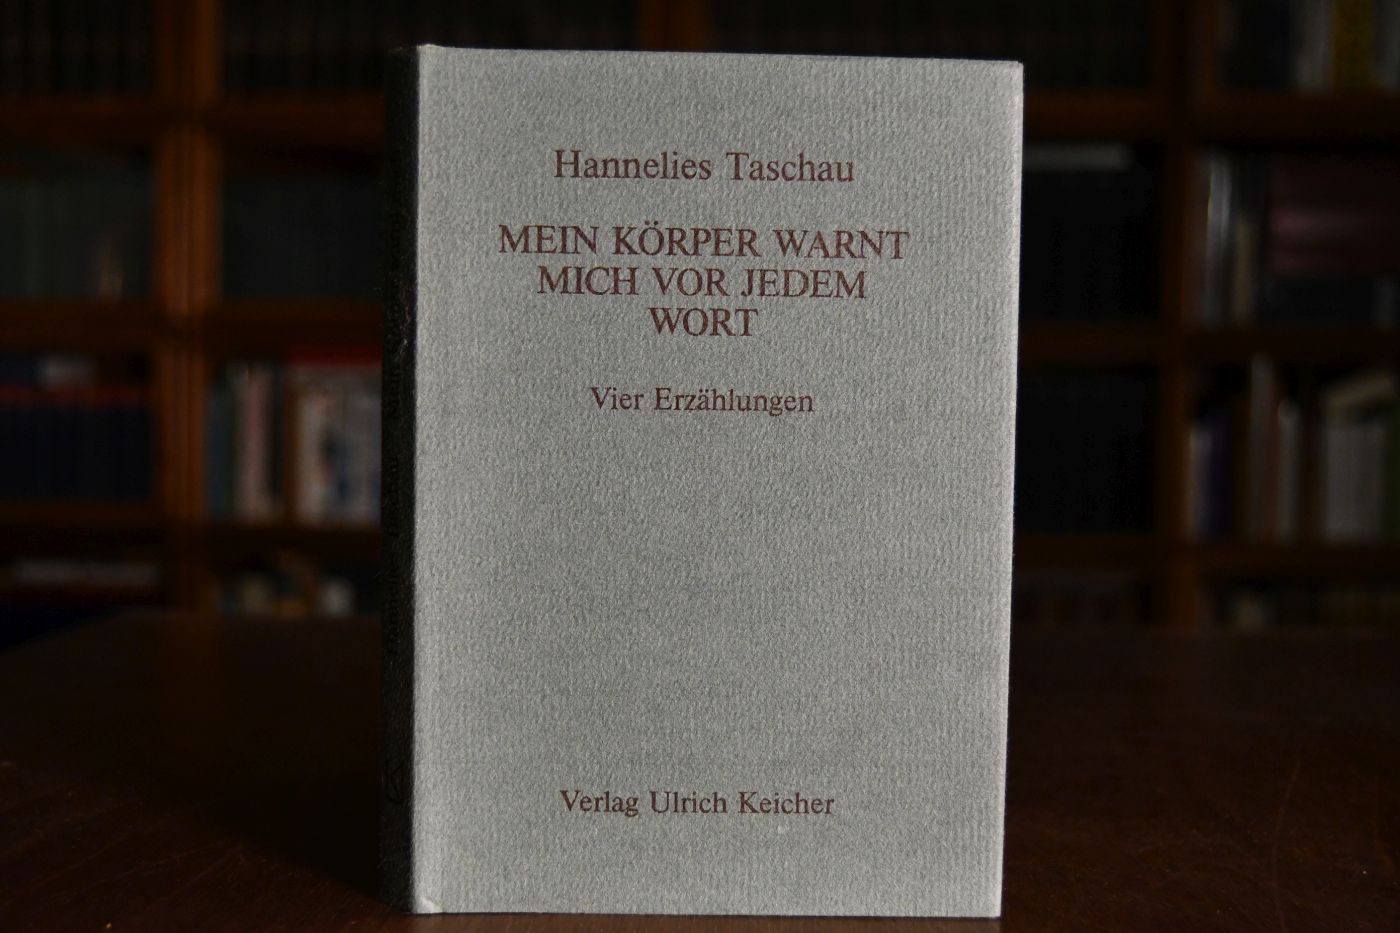 Hannelies Taschau
MEIN KÖRPER WARNT
MICH VOR JEDEM
WORT
Vier Erzählungen
Verlag Ulrich Keicher